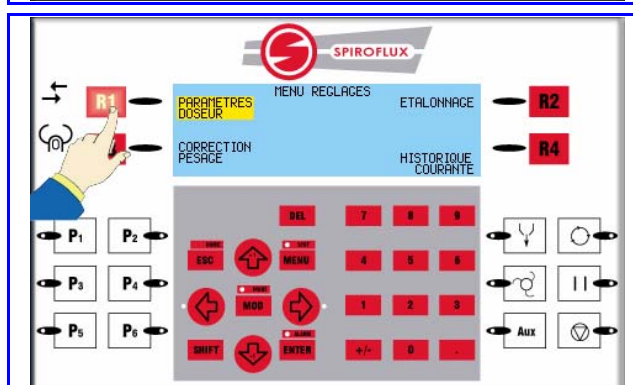 SPIROFLUX
MENU REGLAGES
R1
PARAMETRES
DOSEUR
ETALONNAGE
R2
CORRECTION
PESAGE
HISTORIQUE
COURANTE
R4
DEL
7 8 9
ESC
MENU
4 5 6
MOD
1 2 3
SHIFT
ENTER
+/- 0 .
P1 P2
P3 P4
P5 P6
Aux